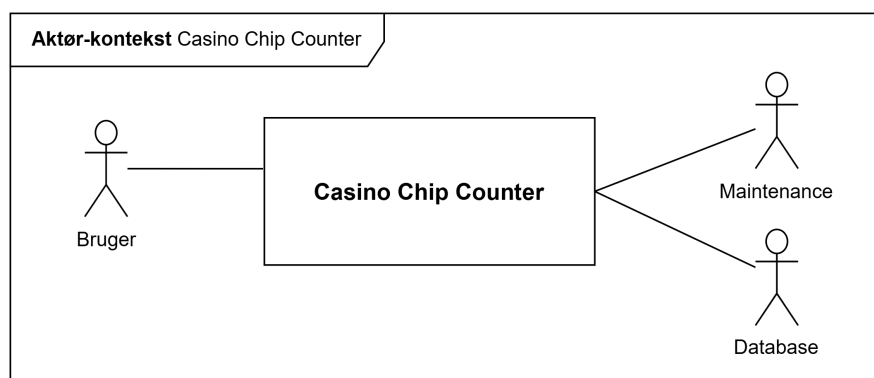 Aktør-kontekst Casino Chip Counter
Casino Chip Counter
Bruger
Maintenance
Database